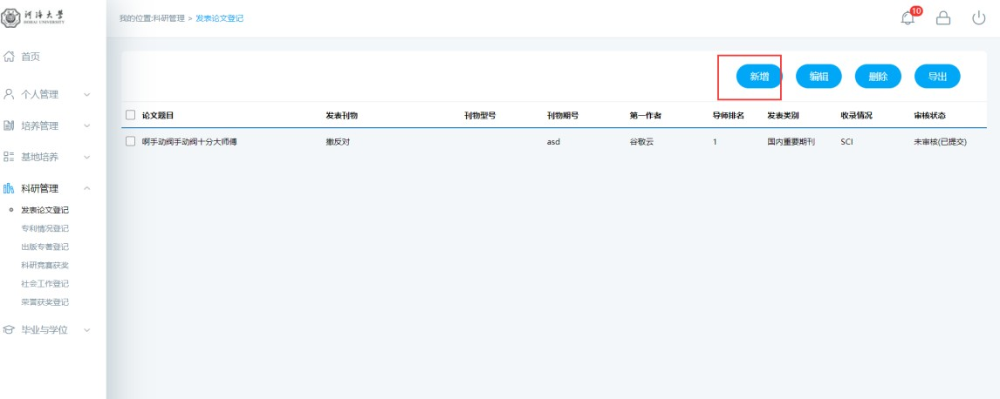 河海大学
HOHAI UNIVERSITY
我的位置:科研管理 > 发表论文登记
10
首页
个人管理
培养管理
基地培养
科研管理
发表论文登记
专利情况登记
出版专著登记
科研竞赛获奖
社会工作登记
荣誉获奖登记
毕业与学位
新增 编辑 删除 导出
论文题目 发表刊物 刊物型号 刊物期号 第一作者 导师排名 发表类别 收录情况 审核状态
啊手动阀手动阀十分大师傅 撤反对 asd 谷敬云 1 国内重要期刊 SCI 未审核(已提交)